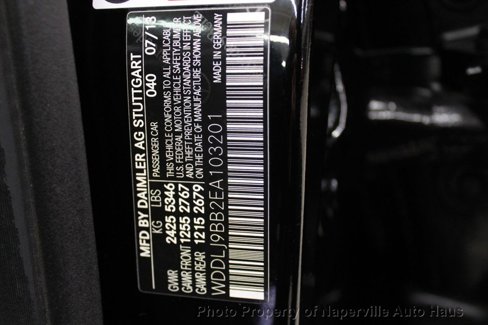 MFD BY DAIMLER AG STUTTGART
PASSENGER CAR 040 07/13
KG LBS THIS VEHICLE CONFORMS TO ALL APPLICABLE
GVWR 2425 5346 U.S. FEDERAL MOTOR VEHICLE SAFETY, BUMPER
GAWR FRONT 1255 2767 AND THEFT PREVENTION STANDARDS IN EFFECT ON THE
GAWR REAR 1215 2679 DATE OF MANUFACTURE SHOWN ABOVE
WDDLJ9BB2EA103201 MADE IN GERMANY
Photo is Property of Naperville Auto Haus